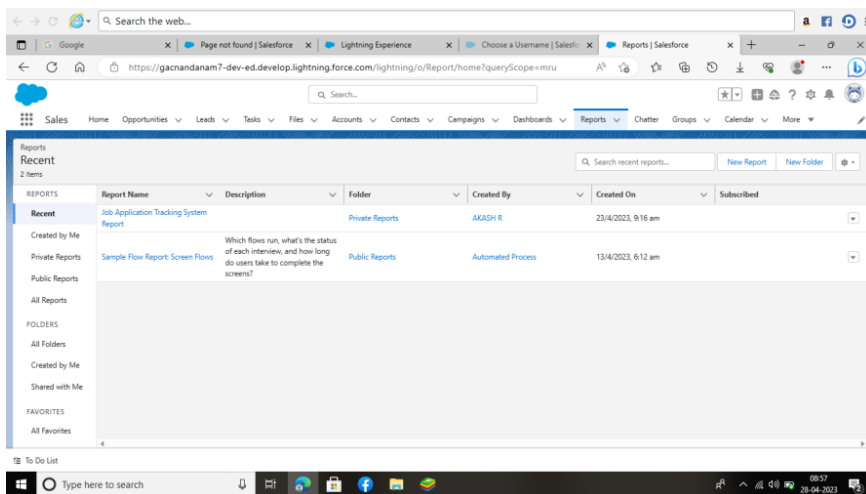 Search the web...
Google
Page not found | Salesforce
Lightning Experience
Choose a Username | Salesfo
Reports | Salesforce
https://gacnandanam7-dev-ed.develop.lightning.force.com/lightning/o/Report/home?queryScope=mru
Search...
Sales Home Opportunities Leads Tasks Files Accounts Contacts Campaigns Dashboards Reports Chatter Groups Calendar More
Reports
Recent
2 items
Search recent reports...
New Report New Folder
REPORTS
Recent
Created by Me
Private Reports
Public Reports
All Reports
FOLDERS
All Folders
Created by Me
Shared with Me
FAVORITES
All Favorites
Report Name Description Folder Created By Created On Subscribed
Job Application Tracking System
Report
Private Reports AKASH R 23/4/2023, 9:16 am
Sample Flow Report: Screen Flows
Which flows run, what's the status
of each interview, and how long
do users take to complete the
screens?
Public Reports Automated Process 13/4/2023, 6:12 am
To Do List
Type here to search
08:57
28-04-2023